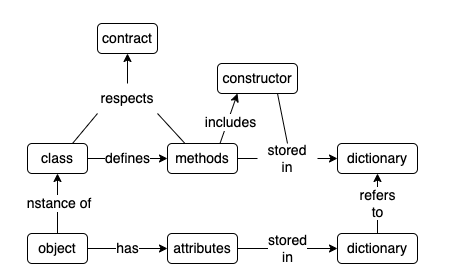 contract
constructor
respects
includes
class
defines
methods
stored
in
dictionary
nstance of
refers
to
object
has
attributes
stored
in
dictionary